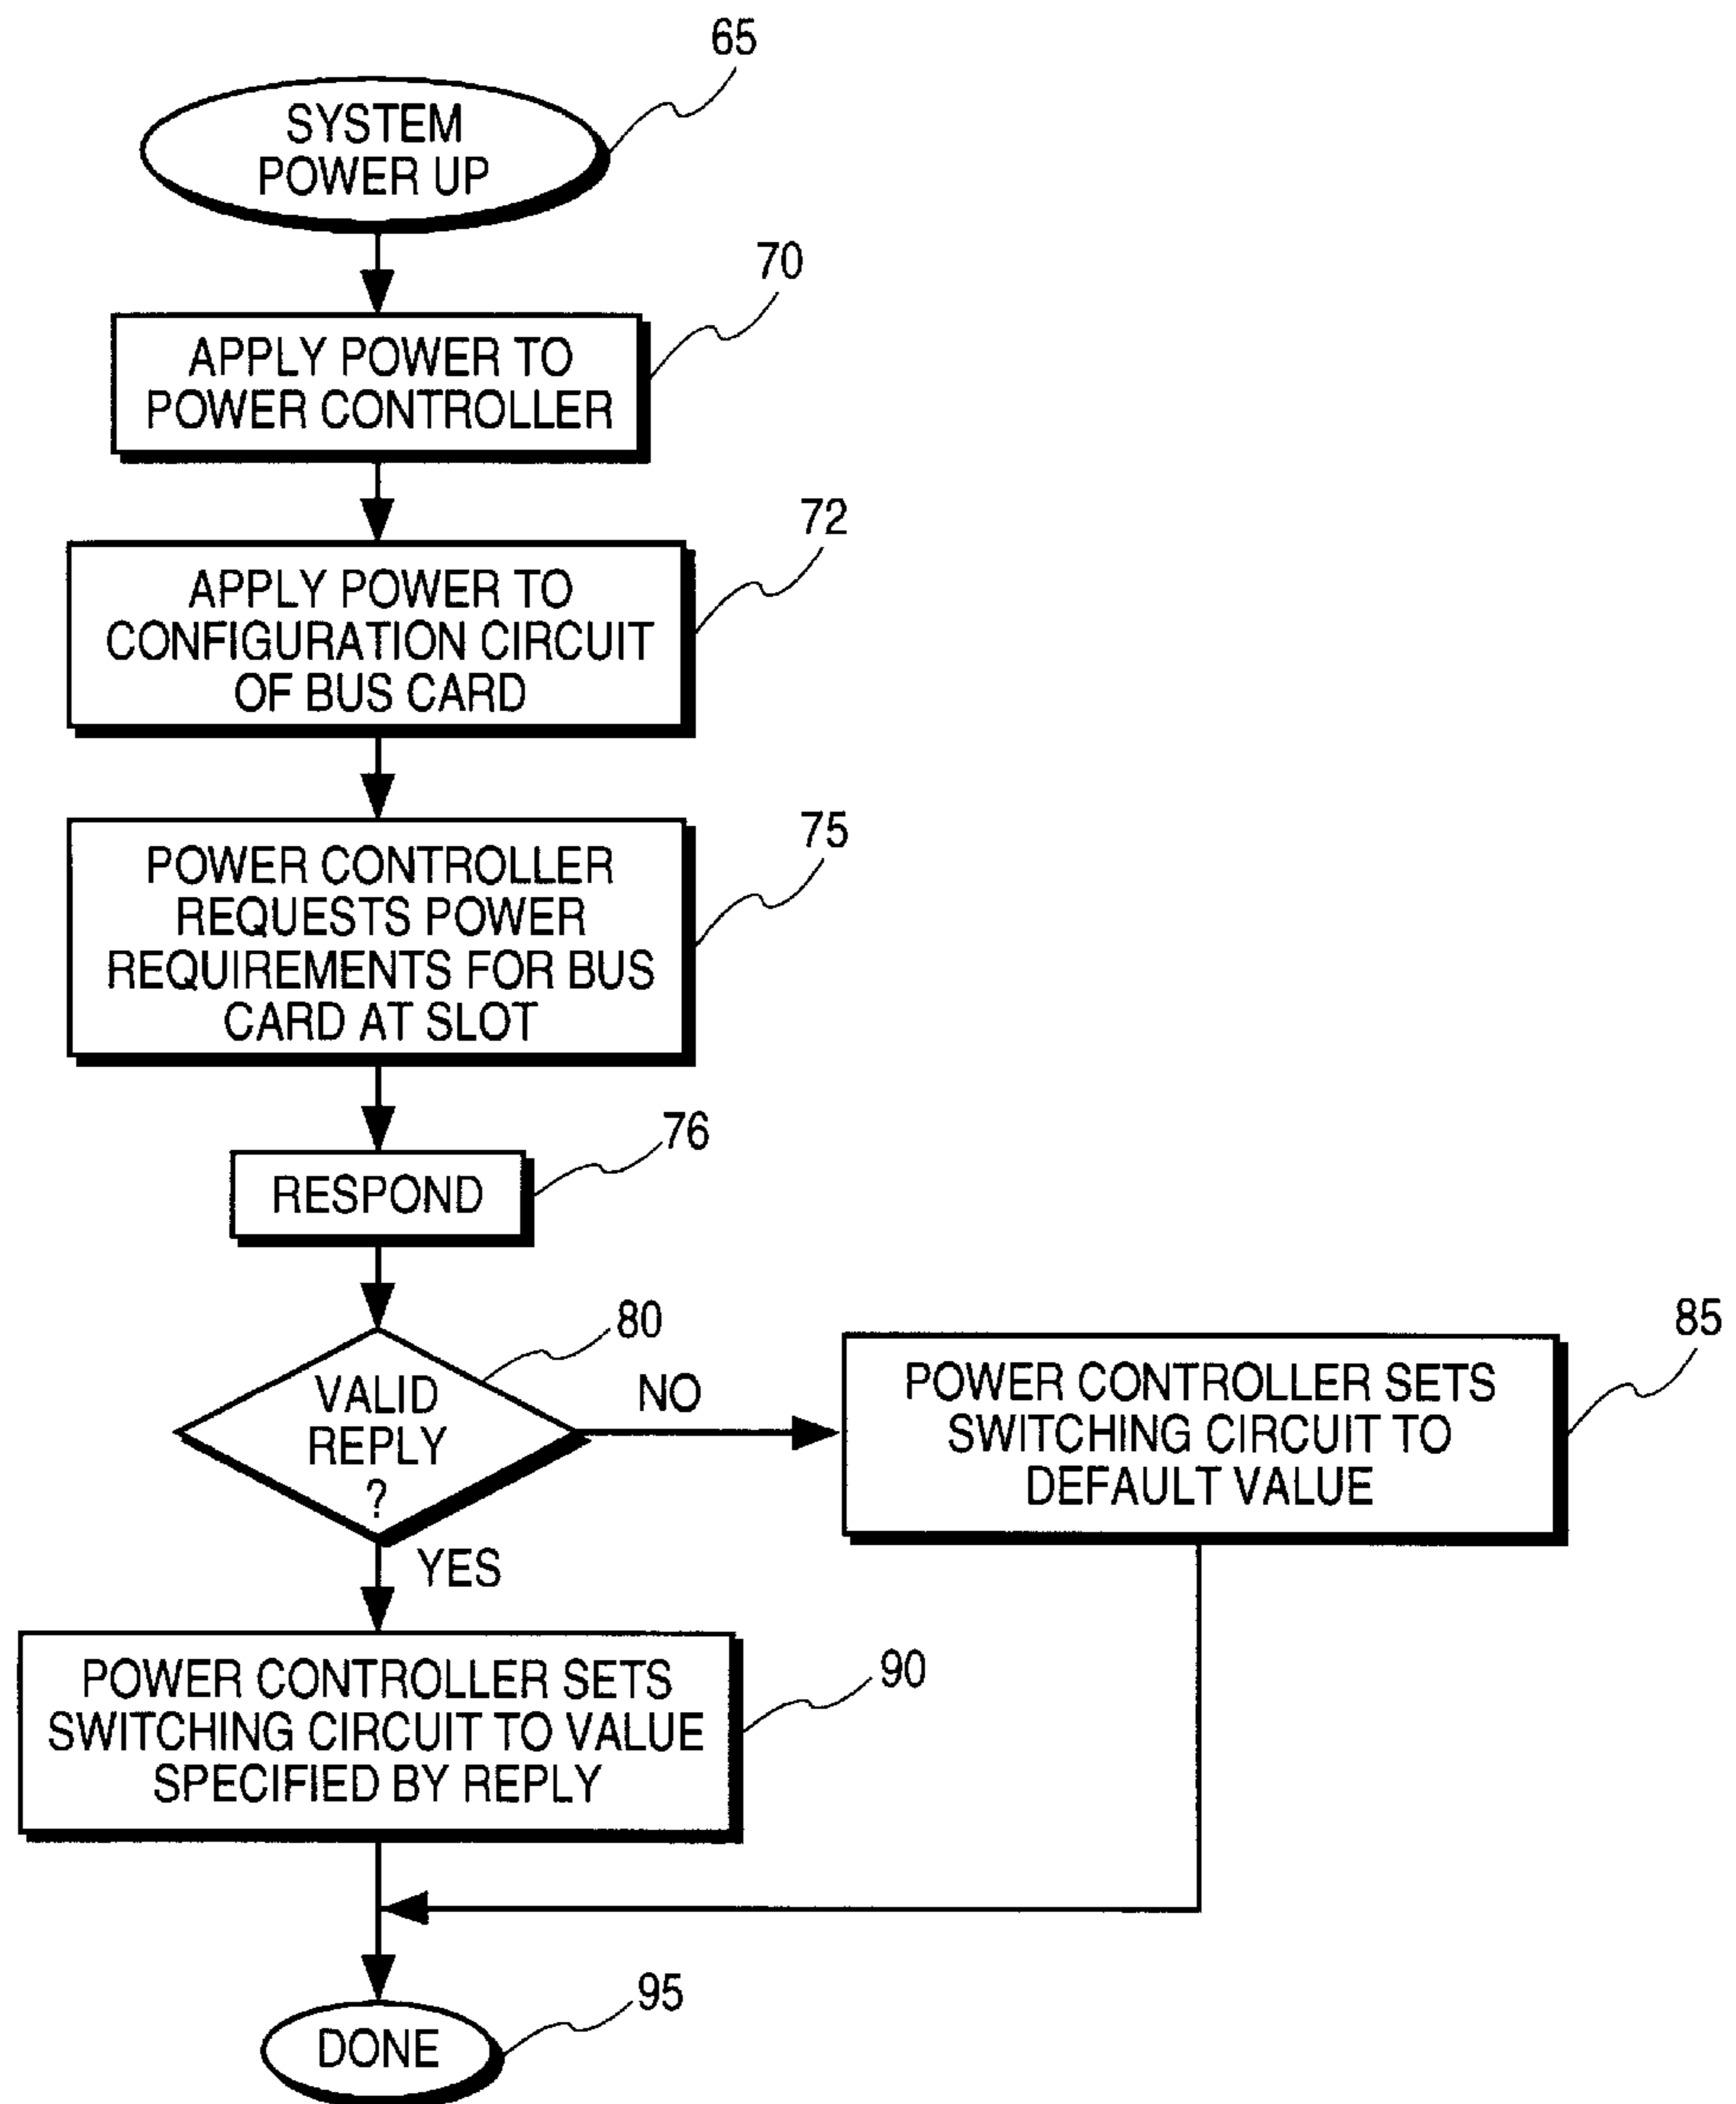 65
SYSTEM
POWER UP
70
APPLY POWER TO
POWER CONTROLLER
72
APPLY POWER TO
CONFIGURATION CIRCUIT
OF BUS CARD
75
POWER CONTROLLER
REQUESTS POWER
REQUIREMENTS FOR BUS
CARD AT SLOT
76
RESPOND
80
VALID
REPLY
?
NO
85
POWER CONTROLLER SETS
SWITCHING CIRCUIT TO
DEFAULT VALUE
YES
90
POWER CONTROLLER SETS
SWITCHING CIRCUIT TO VALUE
SPECIFIED BY REPLY
95
DONE